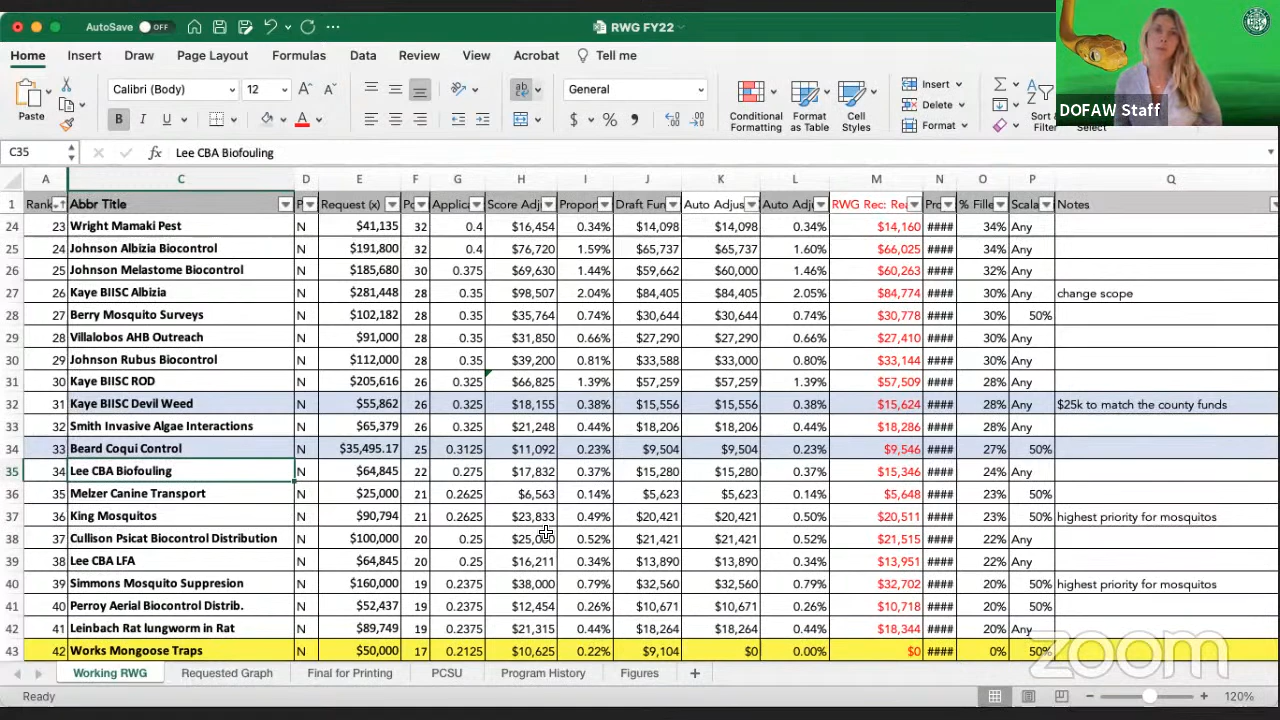 AutoSave OFF RWG FY22
Home Insert Draw Page Layout Formulas Data Review View Acrobat Tell me
Paste Calibri (Body) 12 General Conditional Formatting Format as Table Cell Styles Insert Delete Format Sort Filter Select
DOFAW Staff
C35 fx Lee CBA Biofouling
A C D E F G H I J K L M N O P Q
1 Rank Abbr Title P Request (x) Po Applica Score Adj Propor Draft Fun Auto Adjus Auto Adj RWG Rec: Rea Pro % Fille Scala Notes
24 23 Wright Mamaki Pest N $41,135 32 0.4 $16,454 0.34% $14,098 $14,098 0.34% $14,160 #### 34% Any
25 24 Johnson Albizia Biocontrol N $191,800 32 0.4 $76,720 1.59% $65,737 $65,737 1.60% $66,025 #### 34% Any
26 25 Johnson Melastome Biocontrol N $185,680 30 0.375 $69,630 1.44% $59,662 $60,000 1.46% $60,263 #### 32% Any
27 26 Kaye BIISC Albizia N $281,448 28 0.35 $98,507 2.04% $84,405 $84,405 2.05% $84,774 #### 30% Any change scope
28 27 Berry Mosquito Surveys N $102,182 28 0.35 $35,764 0.74% $30,644 $30,644 0.74% $30,778 #### 30% 50%
29 28 Villalobos AHB Outreach N $91,000 28 0.35 $31,850 0.66% $27,290 $27,290 0.66% $27,410 #### 30% Any
30 29 Johnson Rubus Biocontrol N $112,000 28 0.35 $39,200 0.81% $33,588 $33,000 0.80% $33,144 #### 30% Any
31 30 Kaye BIISC ROD N $205,616 26 0.325 $66,825 1.39% $57,259 $57,259 1.39% $57,509 #### 28% Any
32 31 Kaye BIISC Devil Weed N $55,862 26 0.325 $18,155 0.38% $15,556 $15,556 0.38% $15,624 #### 28% Any $25k to match the county funds
33 32 Smith Invasive Algae Interactions N $65,379 26 0.325 $21,248 0.44% $18,206 $18,206 0.44% $18,286 #### 28% Any
34 33 Beard Coqui Control N $35,495.17 25 0.3125 $11,092 0.23% $9,504 $9,504 0.23% $9,546 #### 27% 50%
35 34 Lee CBA Biofouling N $64,845 22 0.275 $17,832 0.37% $15,280 $15,280 0.37% $15,346 #### 24% Any
36 35 Melzer Canine Transport N $25,000 21 0.2625 $6,563 0.14% $5,623 $5,623 0.14% $5,648 #### 23% 50%
37 36 King Mosquitos N $90,794 21 0.2625 $23,833 0.49% $20,421 $20,421 0.50% $20,511 #### 23% 50% highest priority for mosquitos
38 37 Cullison Psicat Biocontrol Distribution N $100,000 20 0.25 $25,000 0.52% $21,421 $21,421 0.52% $21,515 #### 22% Any
39 38 Lee CBA LFA N $64,845 20 0.25 $16,211 0.34% $13,890 $13,890 0.34% $13,951 #### 22% Any
40 39 Simmons Mosquito Suppresion N $160,000 19 0.2375 $38,000 0.79% $32,560 $32,560 0.79% $32,702 #### 20% 50% highest priority for mosquitos
41 40 Perroy Aerial Biocontrol Distrib. N $52,437 19 0.2375 $12,454 0.26% $10,671 $10,671 0.26% $10,718 #### 20% 50%
42 41 Leinbach Rat lungworm in Rat N $89,749 19 0.2375 $21,315 0.44% $18,264 $18,264 0.44% $18,344 #### 20% Any
43 42 Works Mongoose Traps N $50,000 17 0.2125 $10,625 0.22% $9,104 $0 0.00% $0 #### 0% 50%
zoom
Working RWG Requested Graph Final for Printing PCSU Program History Figures +
Ready 120%